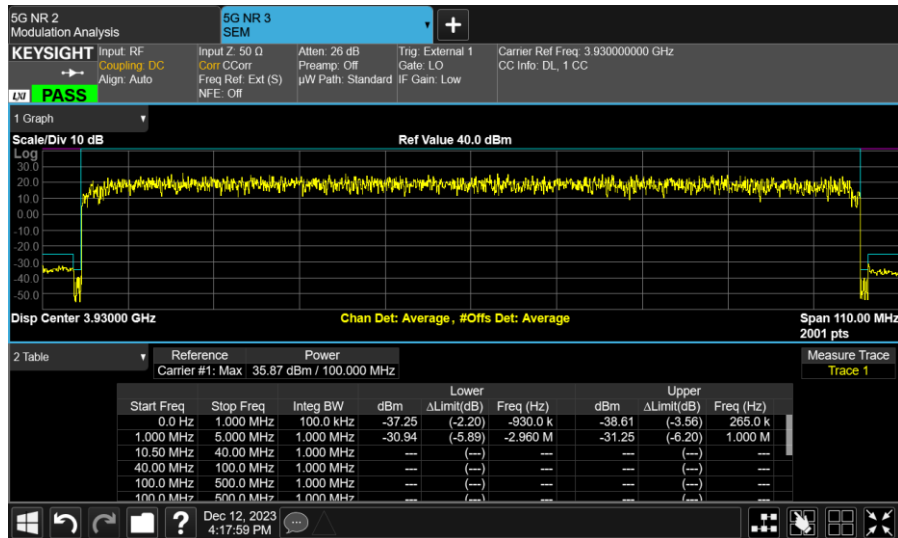 5G NR 2
Modulation Analysis
5G NR 3
SEM
KEYSIGHT
LXI
PASS
Input: RF
Coupling: DC
Align: Auto
Input Z: 50 Ω
Corr CCorr
Freq Ref: Ext (S)
NFE: Off
Atten: 26 dB
Preamp: Off
µW Path: Standard
Trig: External 1
Gate: LO
IF Gain: Low
Carrier Ref Freq: 3.930000000 GHz
CC Info: DL, 1 CC
1 Graph
Scale/Div 10 dB
Ref Value 40.0 dBm
Log
30.0
20.0
10.0
0.00
-10.0
-20.0
-30.0
-40.0
-50.0
Disp Center 3.93000 GHz
Chan Det: Average, #Offs Det: Average
Span 110.00 MHz
2001 pts
2 Table
Reference Power
Carrier #1: Max 35.87 dBm / 100.000 MHz
Measure Trace
Trace 1
Lower Upper
Start Freq Stop Freq Integ BW dBm ΔLimit(dB) Freq (Hz) dBm ΔLimit(dB) Freq (Hz)
0.0 Hz 1.000 MHz 100.0 kHz -37.25 (-2.20) -930.0 k -38.61 (-3.56) 265.0 k
1.000 MHz 5.000 MHz 1.000 MHz -30.94 (-5.89) -2.960 M -31.25 (-6.20) 1.000 M
10.50 MHz 40.00 MHz 1.000 MHz --- (---) --- --- (---) ---
40.00 MHz 100.0 MHz 1.000 MHz --- (---) --- --- (---) ---
100.0 MHz 500.0 MHz 1.000 MHz --- (---) --- --- (---) ---
100.0 MHz 500.0 MHz 1.000 MHz --- (---) --- --- (---) ---
?
Dec 12, 2023
4:17:59 PM